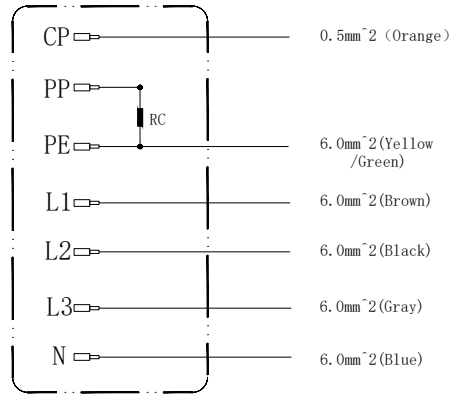 CP 0.5mm^2 (Orange)
PP
RC
PE 6.0mm^2(Yellow
/Green)
L1 6.0mm^2(Brown)
L2 6.0mm^2(Black)
L3 6.0mm^2(Gray)
N 6.0mm^2(Blue)